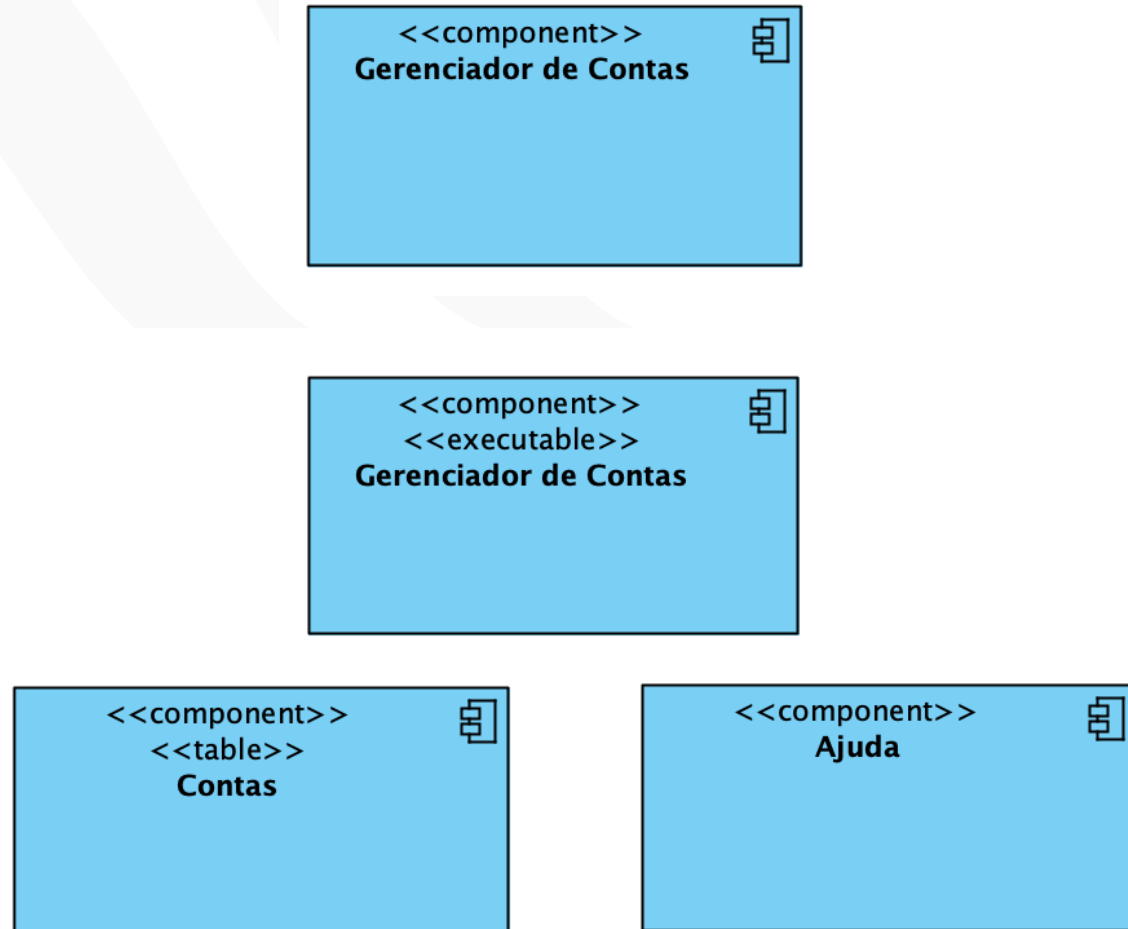 <<component>>
Gerenciador de Contas
<<component>>
<<executable>>
Gerenciador de Contas
<<component>>
<<table>>
Contas
<<component>>
Ajuda